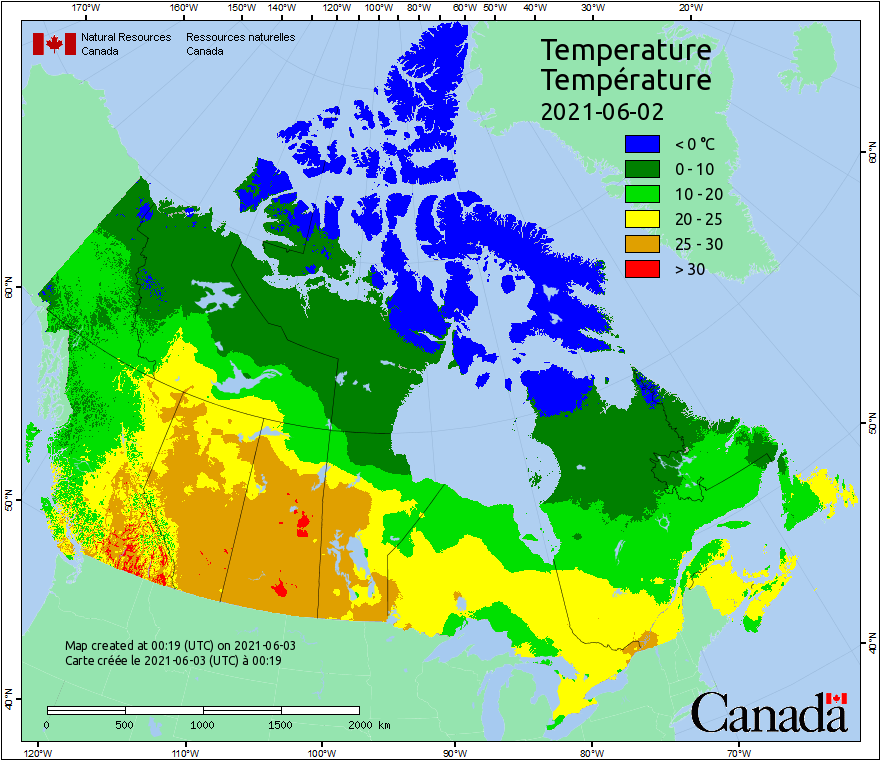 170°W 160°W 150°W 140°W 130°W 120°W 110°W 100°W 90°W 80°W 70°W 60°W 50°W 40°W 30°W 20°W
Natural Resources Ressources naturelles
Canada Canada
Temperature
Température
2021-06-02
< 0 °C
0 - 10
10 - 20
20 - 25
25 - 30
> 30
60°N
60°N
50°N
50°N
40°N
40°N
Map created at 00:19 (UTC) on 2021-06-03
Carte créée le 2021-06-03 (UTC) à 00:19
0 500 1000 1500 2000 km
Canada
120°W 110°W 100°W 90°W 80°W 70°W